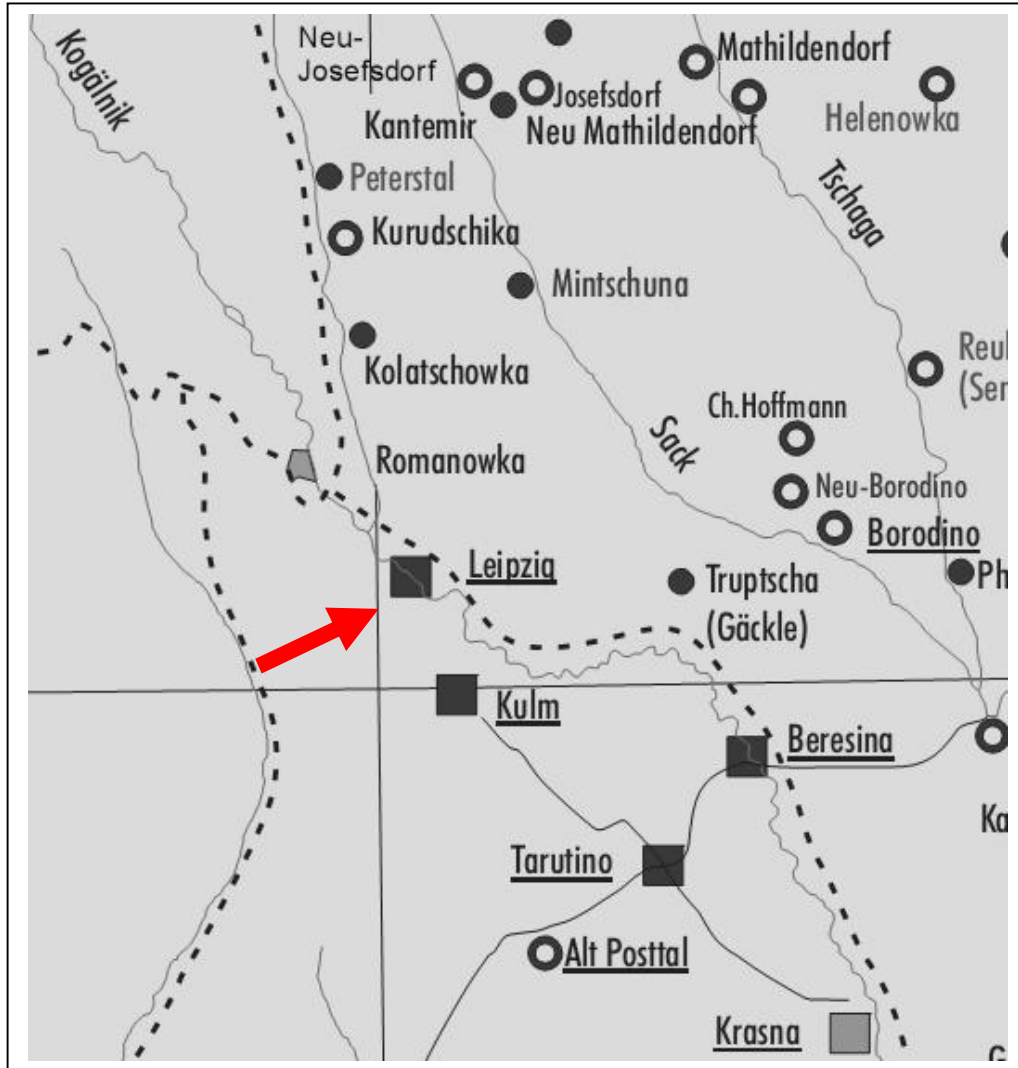 Kogälnik
Neu-
Josefsdorf
Mathildendorf
Josefsdorf
Kantemir
Neu Mathildendorf
Helenowka
Peterstal
Tschaga
Kurudschika
Mintschuna
Kolatschowka
Reul
(Ser
Ch.Hoffmann
Sack
Romanowka
Neu-Borodino
Borodino
Leipzig
Truptscha
(Gäckle)
Ph
Kulm
Beresina
Ka
Tarutino
Alt Posttal
Krasna
G